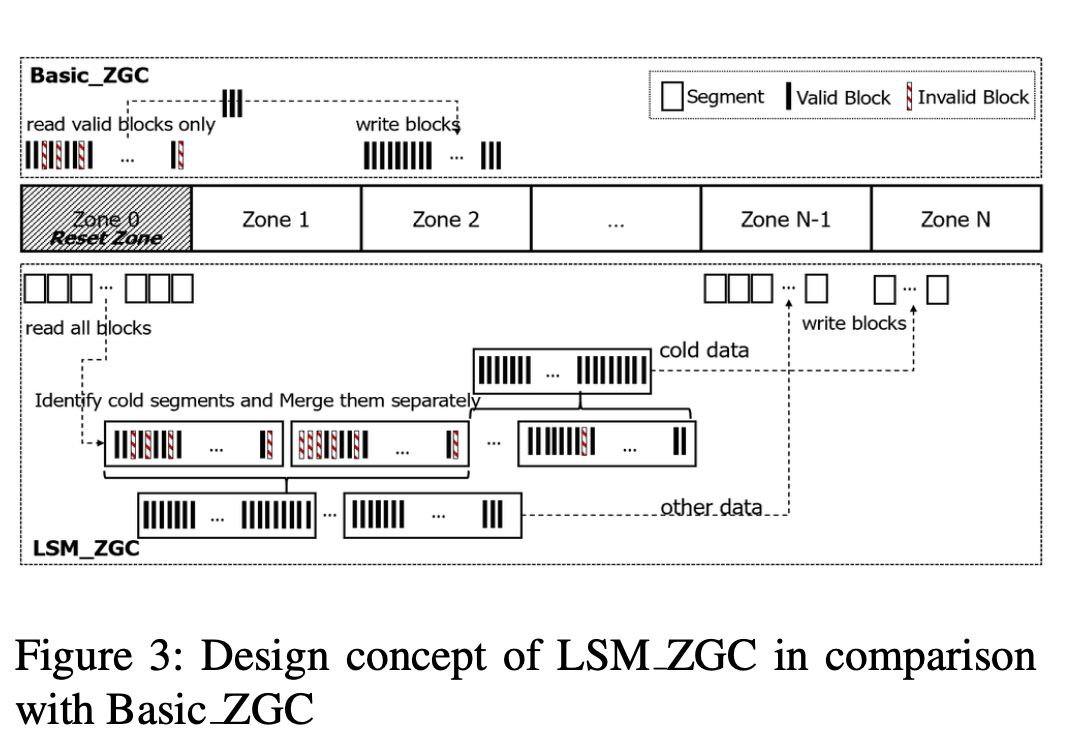 Basic_ZGC
Segment Valid Block Invalid Block
read valid blocks only
write blocks
...
...
Zone 0
Reset Zone
Zone 1
Zone 2
...
Zone N-1
Zone N
...
...
...
read all blocks
write blocks
cold data
...
Identify cold segments and Merge them separately
...
...
...
...
...
...
...
other data
LSM_ZGC
Figure 3: Design concept of LSM_ZGC in comparison
with Basic_ZGC